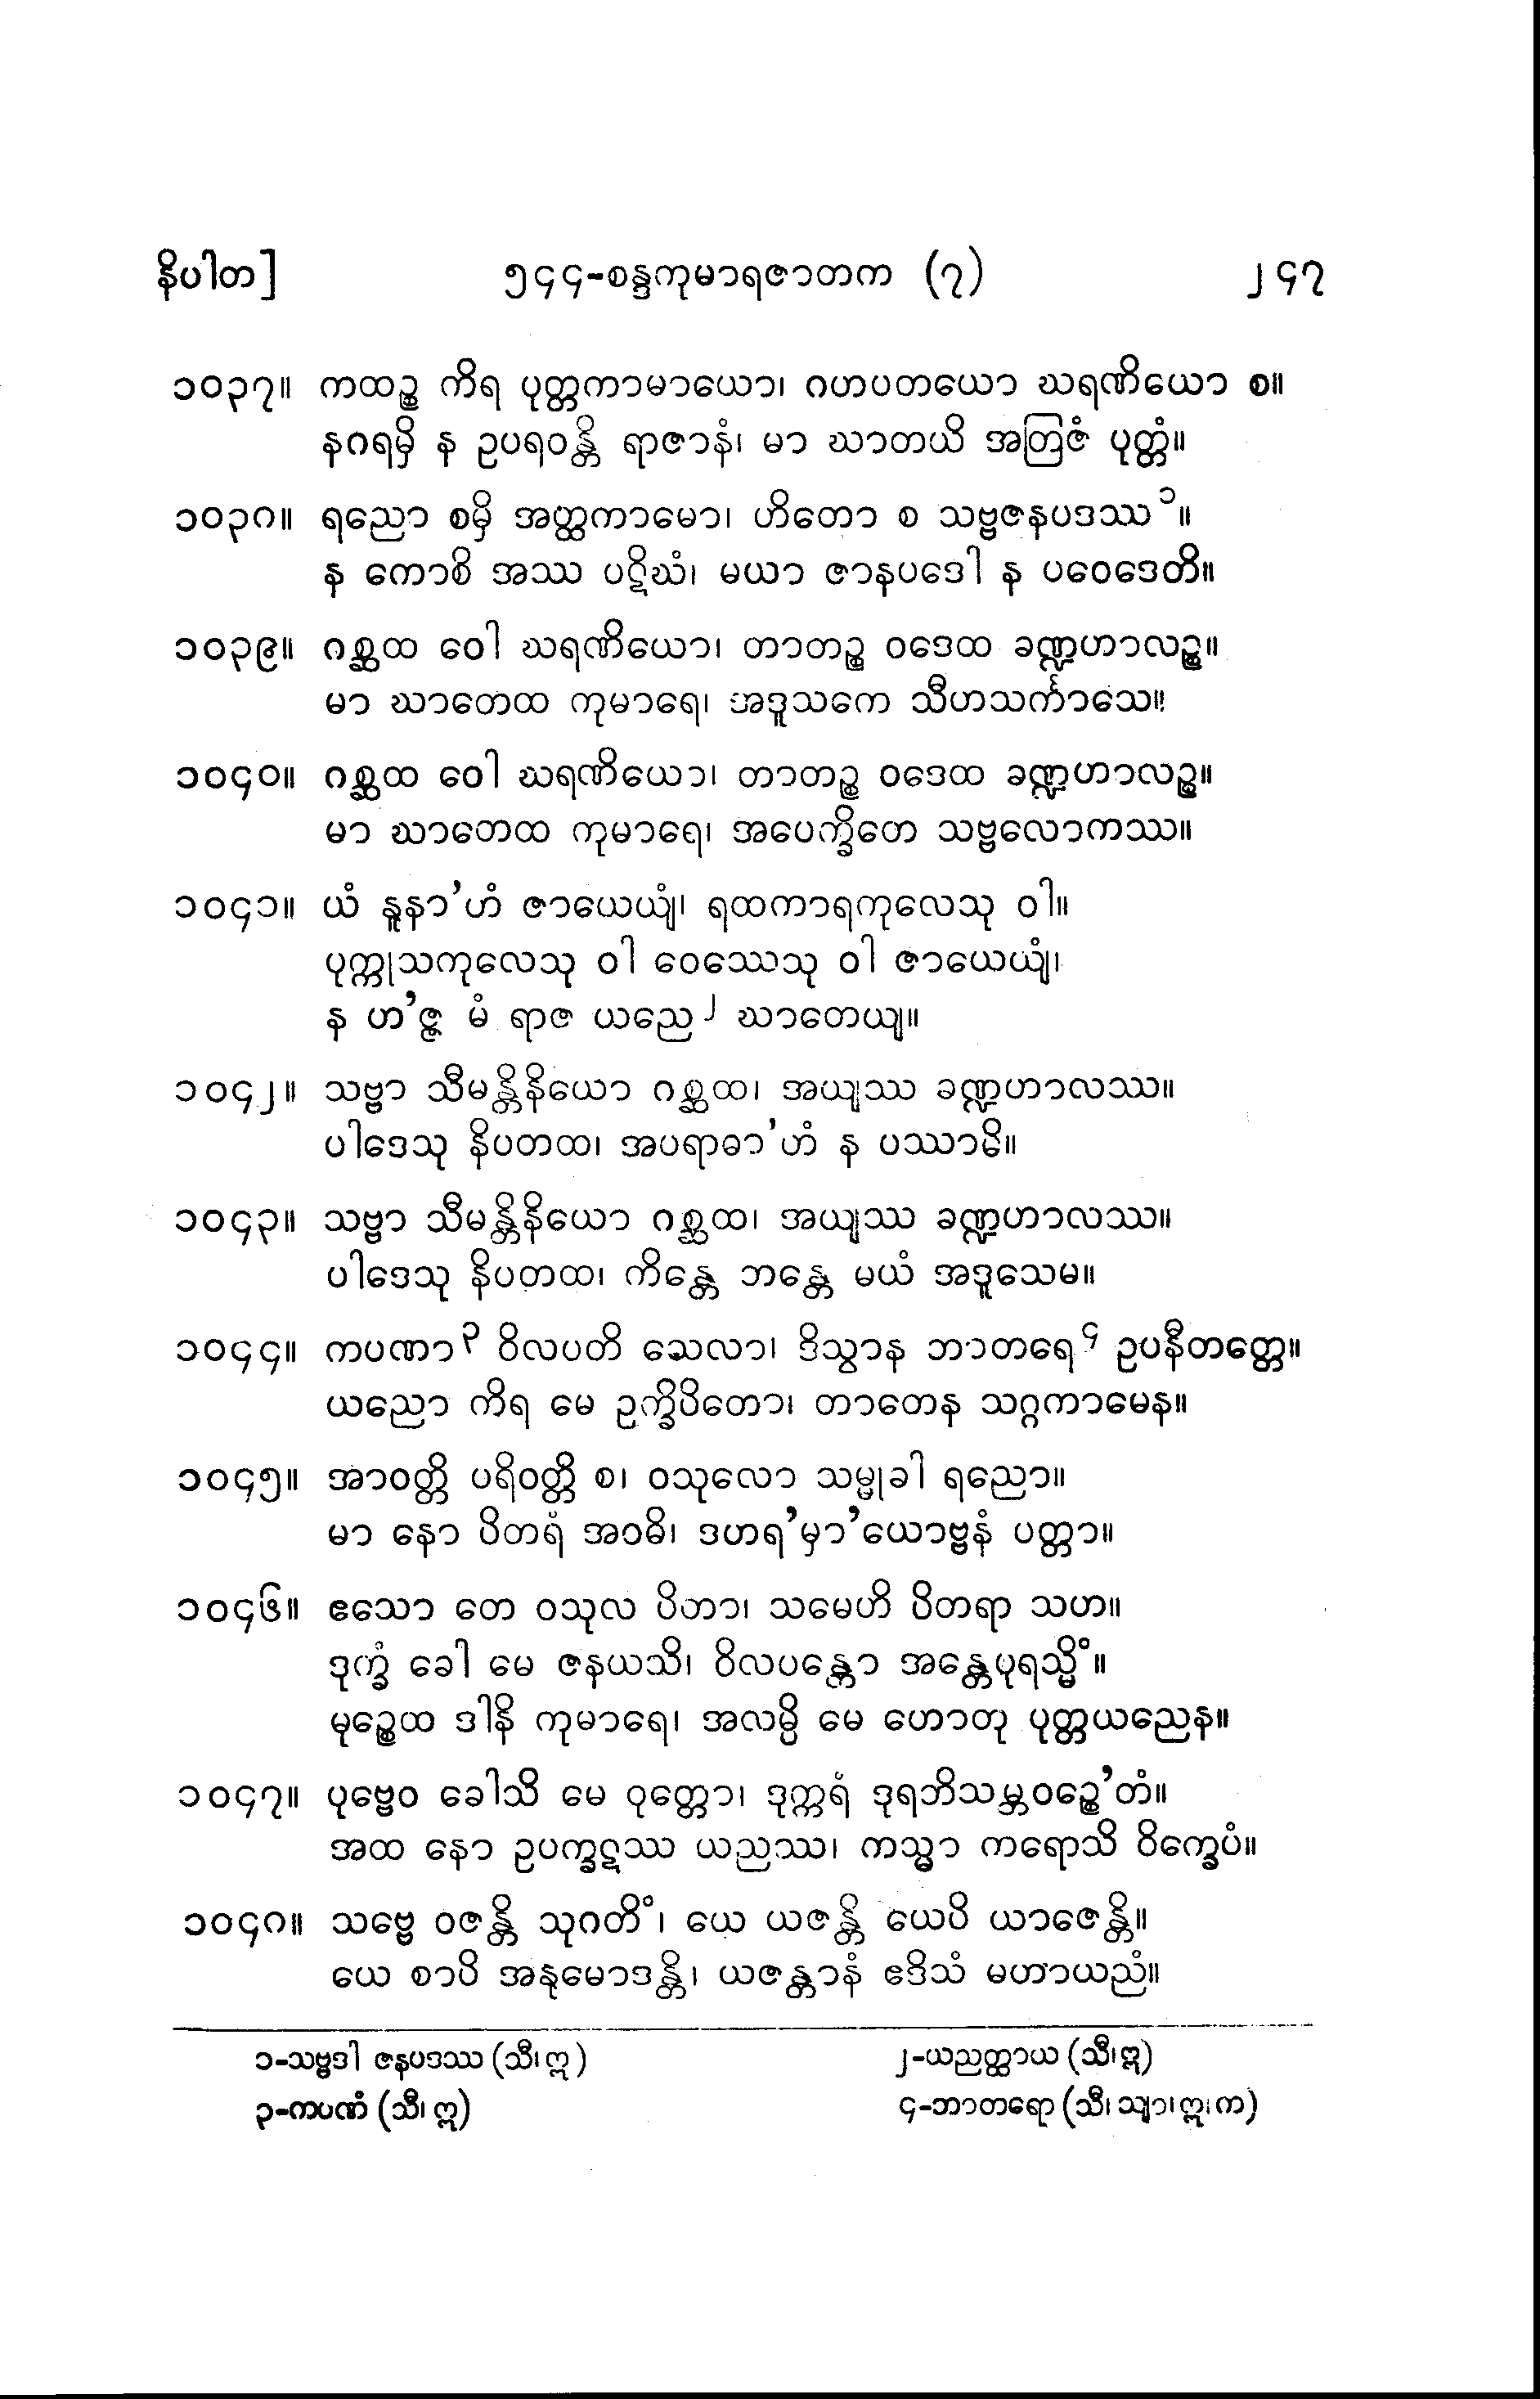 နိပါတ]	၅၄၄-စန္ဒကုမာရဇာတက (၇)	၂၄၇
၁၀၃၇။ ကထဉ္စ ကိရ ပုတ္တကာမာယော၊ ဂဟပတယော ဃရဏိယော စ။
နဂရမှိ န ဥပရဝန္တိ ရာဇာနံ၊ မာ ဃာတယိ အတြဇံ ပုတ္တံ။
၁၀၃၈။ ရညော စမှိ အတ္ထကာမော၊ ဟိတော စ သဗ္ဗဇနပဒဿ၁။
န ကောစိ အဿ ပဋိဃံ၊ မယာ ဇာနပဒေါ န ပဝေဒေတိ။
၁၀၃၉။ ဂစ္ဆထ ဝေါ ဃရဏိယော၊ တာတဉ္စ ဝဒေထ ခဏ္ဍဟာလဉ္စ။
မာ ဃာတေထ ကုမာရေ၊ အဒူသကေ သီဟသင်္ကာသေ။
၁၀၄၀။ ဂစ္ဆထ ဝေါ ဃရဏိယော၊ တာတဉ္စ ဝဒေထ ခဏ္ဍဟာလဉ္စ။
မာ ဃာတေထ ကုမာရေ၊ အပေက္ခိတေ သဗ္ဗလောကဿ။
၁၀၄၁။ ယံ နူနာ’ဟံ ဇာယေယျံ၊ ရထကာရကုလေသု ဝါ။
ပုက္ကုသကုလေသု ဝါ ဝေဿေသု ဝါ ဇာယေယျံ၊
န ဟ’ဇ္ဇ မံ ရာဇ ယညေ၂ ဃာတေယျ။
၁၀၄၂။ သဗ္ဗာ သီမန္တိနိယော ဂစ္ဆထ၊ အယျဿ ခဏ္ဍဟာလဿ။
ပါဒေသု နိပတထ၊ အပရာဓာ’ဟံ န ပဿာမိ။
၁၀၄၃။ သဗ္ဗာ သီမန္တိနိယော ဂစ္ဆထ၊ အယျဿ ခဏ္ဍဟာလဿ။
ပါဒေသု နိပတထ၊ ကိန္တေ ဘန္တေ မယံ အဒူသေမ။
၁၀၄၄။ ကပဏာ၃ ဝိလပတိ သေလာ၊ ဒိသွာန ဘာတရေ၄ ဥပနီတတ္တေ။
ယညော ကိရ မေ ဥက္ခိပိတော၊ တာတေန သဂ္ဂကာမေန။
၁၀၄၅။ အာဝတ္တိ ပရိဝတ္တိ စ၊ ဝသုလော သမ္မုခါ ရညော။
မာ နော ပိတရံ အဝဓိ၊ ဒဟရ’မှာ’ယောဗ္ဗနံ ပတ္တာ။
၁၀၄၆။ ဧသော တေ ဝသုလ ပိတာ၊ သမေဟိ ပိတရာ သဟ။
ဒုက္ခံ ခေါ မေ ဇနယသိ၊ ဝိလပန္တော အန္တေပုရသ္မိံ။
မုဉ္စေထ ဒါနိ ကုမာရေ၊ အလမ္ပိ မေ ဟောတု ပုတ္တယညေန။
၁၀၄၇။ ပုဗ္ဗေဝ ခေါသိ မေ ဝုတ္တော၊ ဒုက္ကရံ ဒုရဘိသမ္ဘဝဉ္စေ’တံ။
အထ နော ဥပက္ခဋဿ ယညဿ၊ ကသ္မာ ကရောသိ ဝိက္ခေပံ။
၁၀၄၈။ သဗ္ဗေ ဝဇန္တိ သုဂတိံ၊ ယေ ယဇန္တိ ယေပိ ယာဇေန္တိ။
ယေ စာပိ အနုမောဒန္တိ၊ ယဇန္တာနံ ဧဒိသံ မဟာယညံ။
၁-သဗ္ဗဒါ ဇနပဒဿ (သီ၊ ဣ)	၂-ယညတ္ထာယ (သီ၊ ဣ)
၃-ကပဏံ (သီ၊ ဣ)	၄-ဘာတရော (သီ၊ သျာ၊ ဣ၊ က)